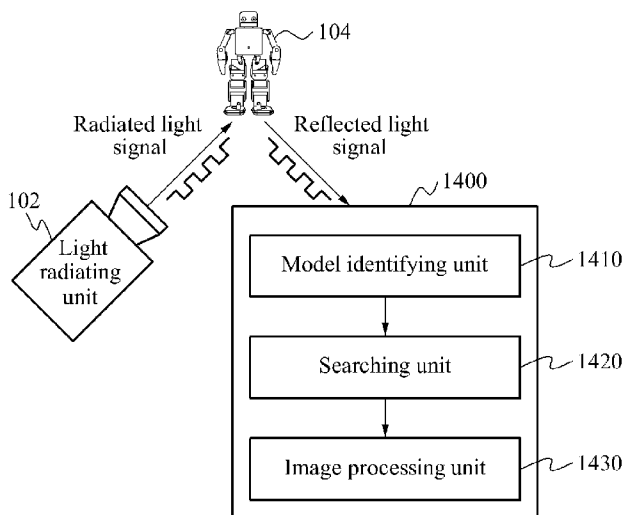 104
Radiated light
signal
Reflected light
signal
102
Light
radiating
unit
1400
Model identifying unit
1410
Searching unit
1420
Image processing unit
1430